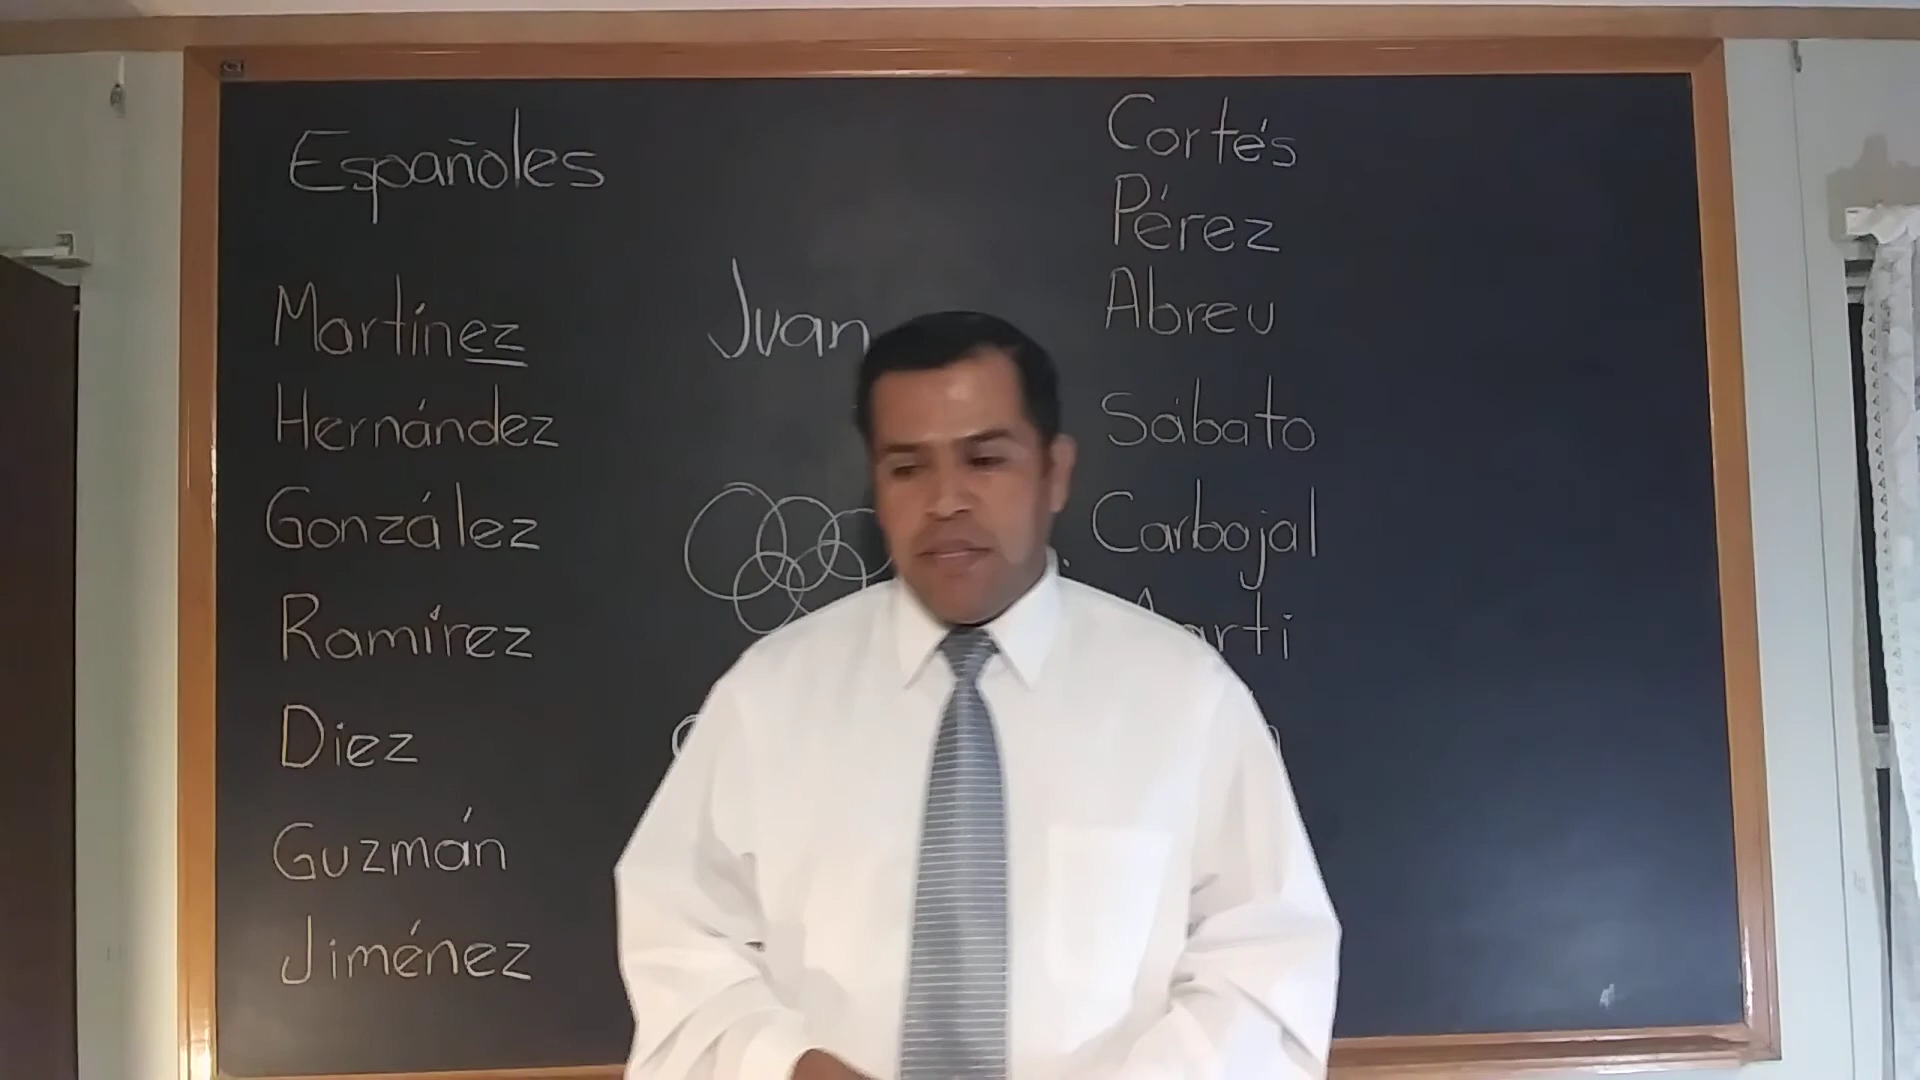 Españoles
Martínez
Hernández
González
Ramírez
Diez
Guzmán
Jiménez
Juan
Cortés
Pérez
Abreu
Sábato
Carbajal